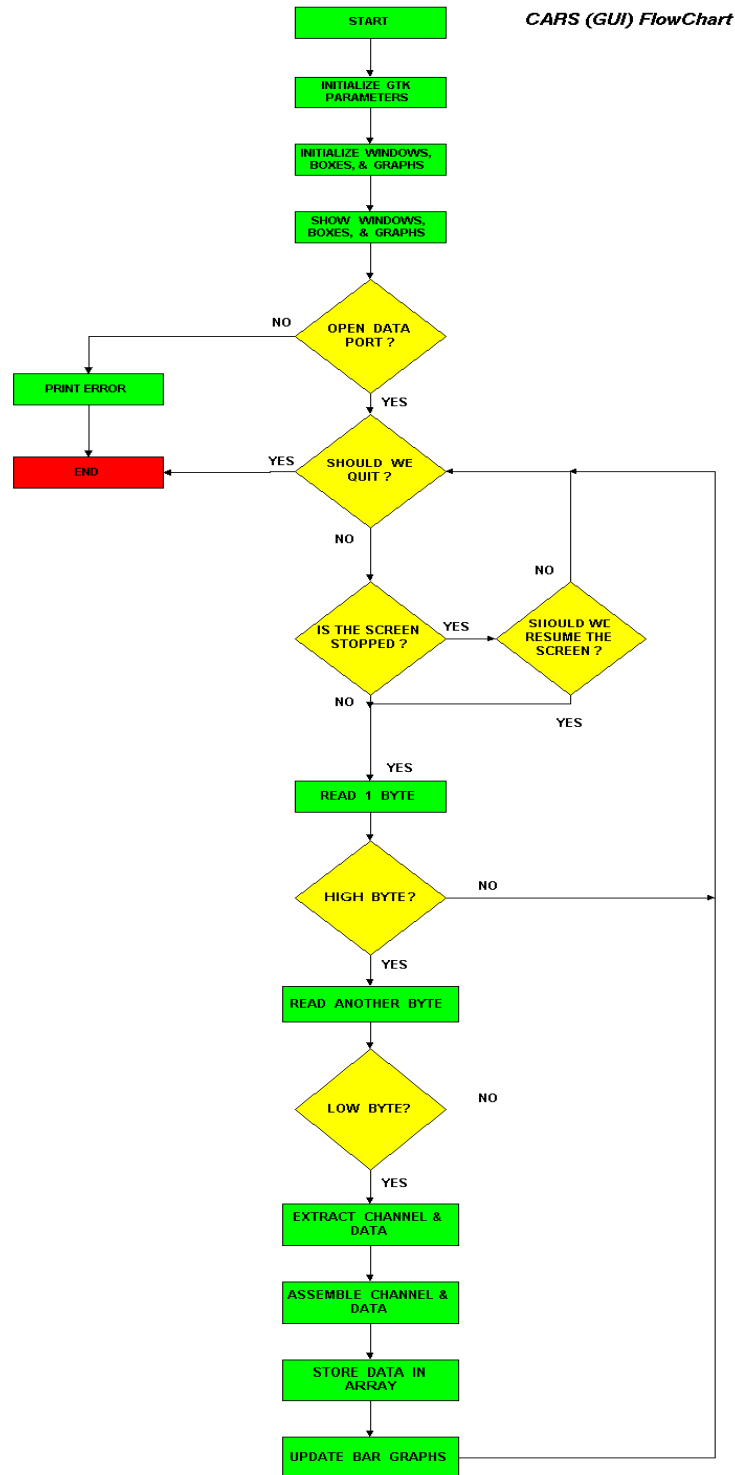 CARS (GUI) FlowChart
START
INITIALIZE GTK
PARAMETERS
INITIALIZE WINDOWS,
BOXES, & GRAPHS
SHOW WINDOWS,
BOXES, & GRAPHS
NO
OPEN DATA
PORT ?
PRINT ERROR
YES
END
YES
SHOULD WE
QUIT ?
NO
NO
IS THE SCREEN
STOPPED ?
YES
SHOULD WE
RESUME THE
SCREEN ?
NO
YES
YES
READ 1 BYTE
HIGH BYTE?
NO
YES
READ ANOTHER BYTE
LOW BYTE?
NO
YES
EXTRACT CHANNEL &
DATA
ASSEMBLE CHANNEL &
DATA
STORE DATA IN
ARRAY
UPDATE BAR GRAPHS